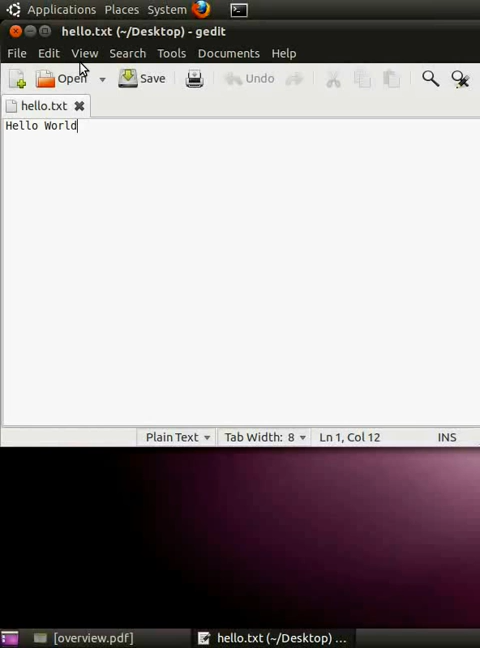 Applications Places System
hello.txt (~/Desktop) - gedit
File Edit View Search Tools Documents Help
Open Save Undo
hello.txt
Hello World
Plain Text Tab Width: 8 Ln 1, Col 12 INS
[overview.pdf] hello.txt (~/Desktop) ...